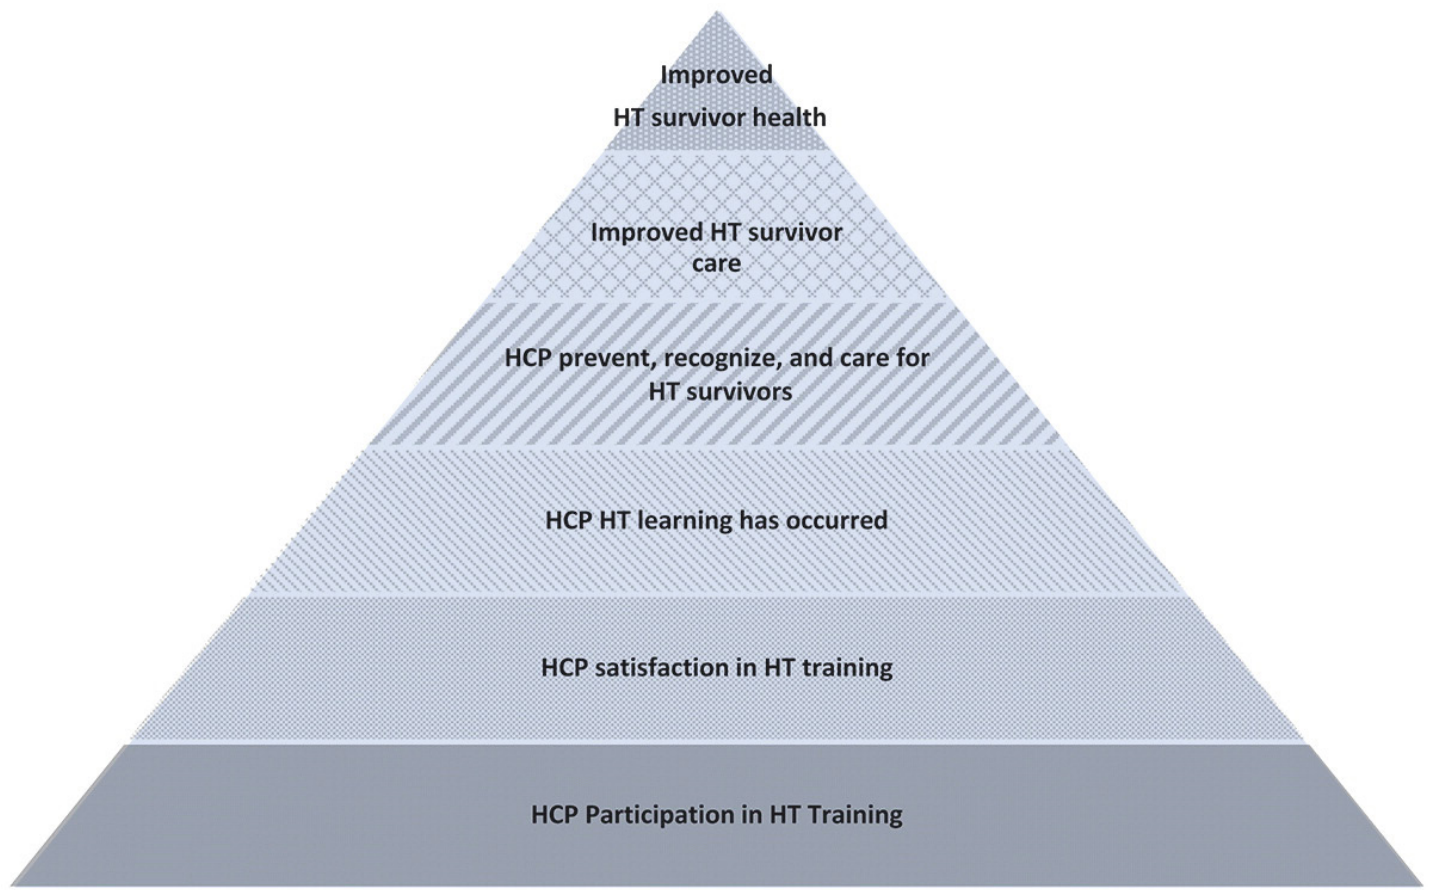 Improved
HT survivor health
Improved HT survivor
care
HCP prevent, recognize, and care for
HT survivors
HCP HT learning has occurred
HCP satisfaction in HT training
HCP Participation in HT Training